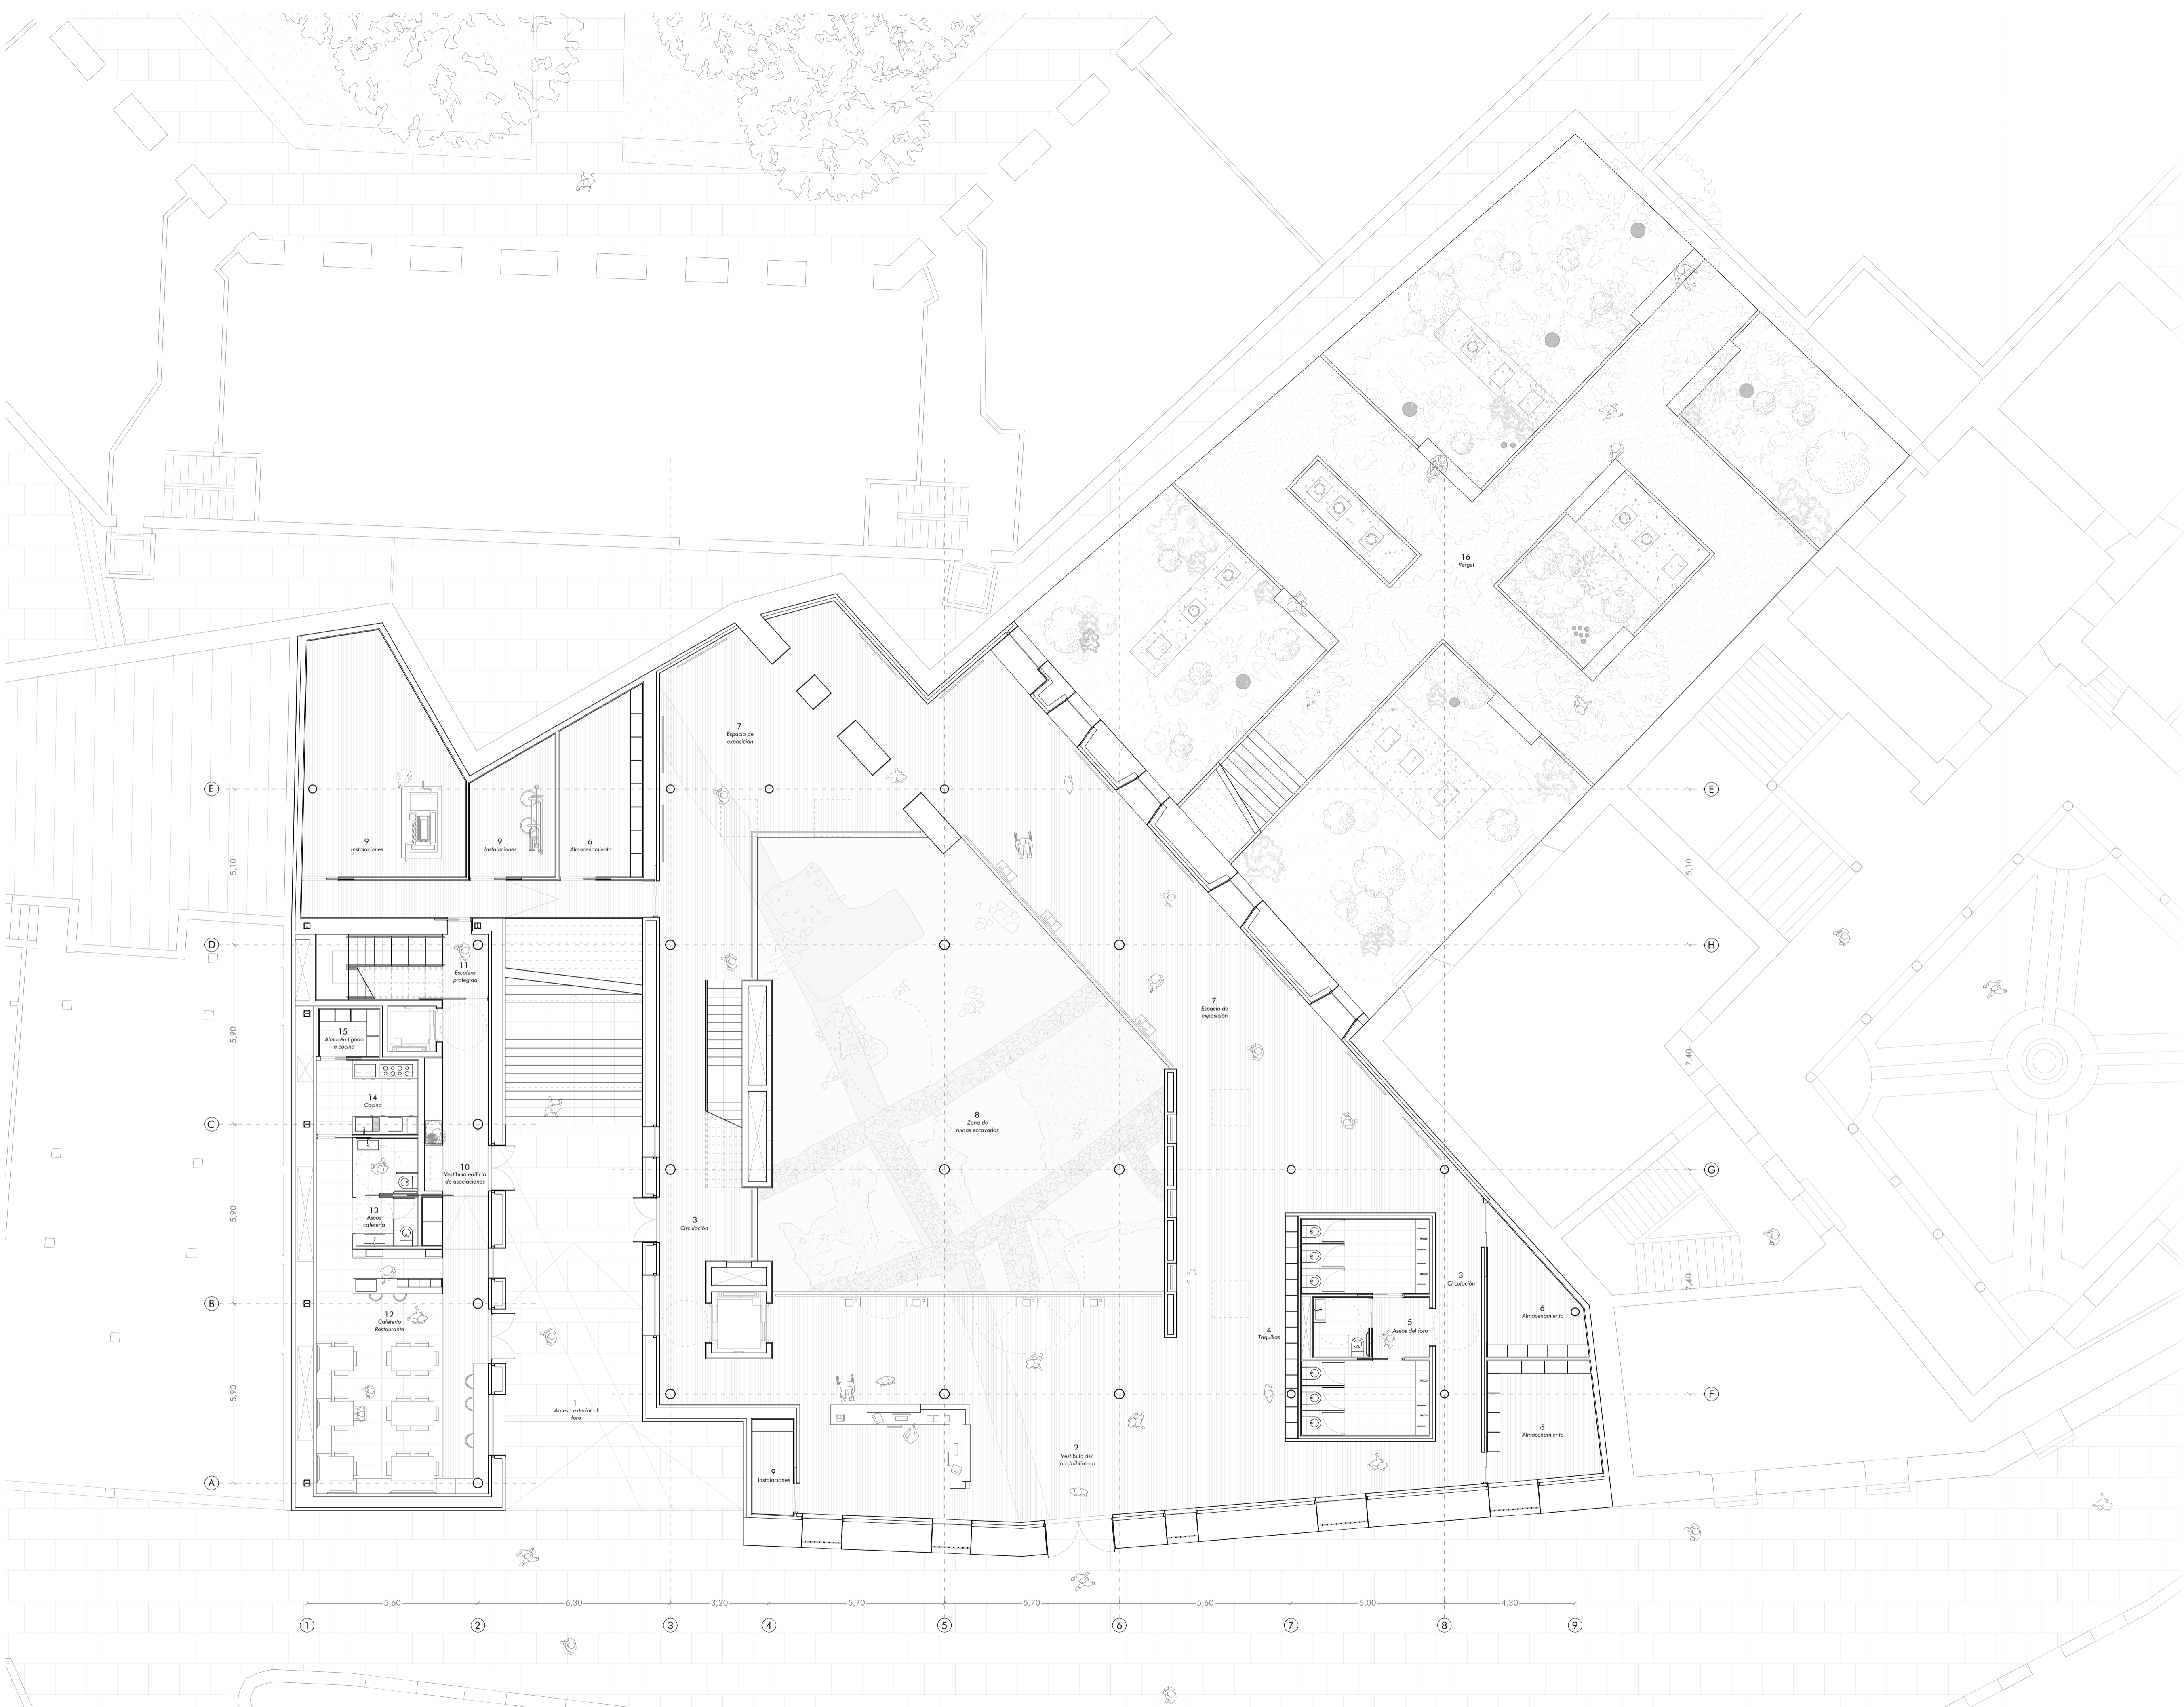 16
Vergel
7
Espacio de
exposición
E
E
9
Instalaciones
9
Instalaciones
6
Almacenamiento
5,10
5,10
D
H
11
Escalera
protegida
7
Espacio de
exposición
15
Almacén ligado
a cocina
5,90
7,40
14
Cocina
8
Zona de
ruinas excavadas
C
G
10
Vestíbulo edificio
de asociaciones
13
Aseos
cafetería
5,90
3
Circulación
3
Circulación
7,40
B
12
Cafetería
Restaurante
6
Almacenamiento
4
Taquillas
5
Aseos del foro
5,90
F
1
Acceso exterior al
foro
6
Almacenamiento
2
Vestíbulo del
foro/biblioteca
9
Instalaciones
A
5,60
6,30
3,20
5,70
5,70
5,60
5,00
4,30
1
2
3
4
5
6
7
8
9